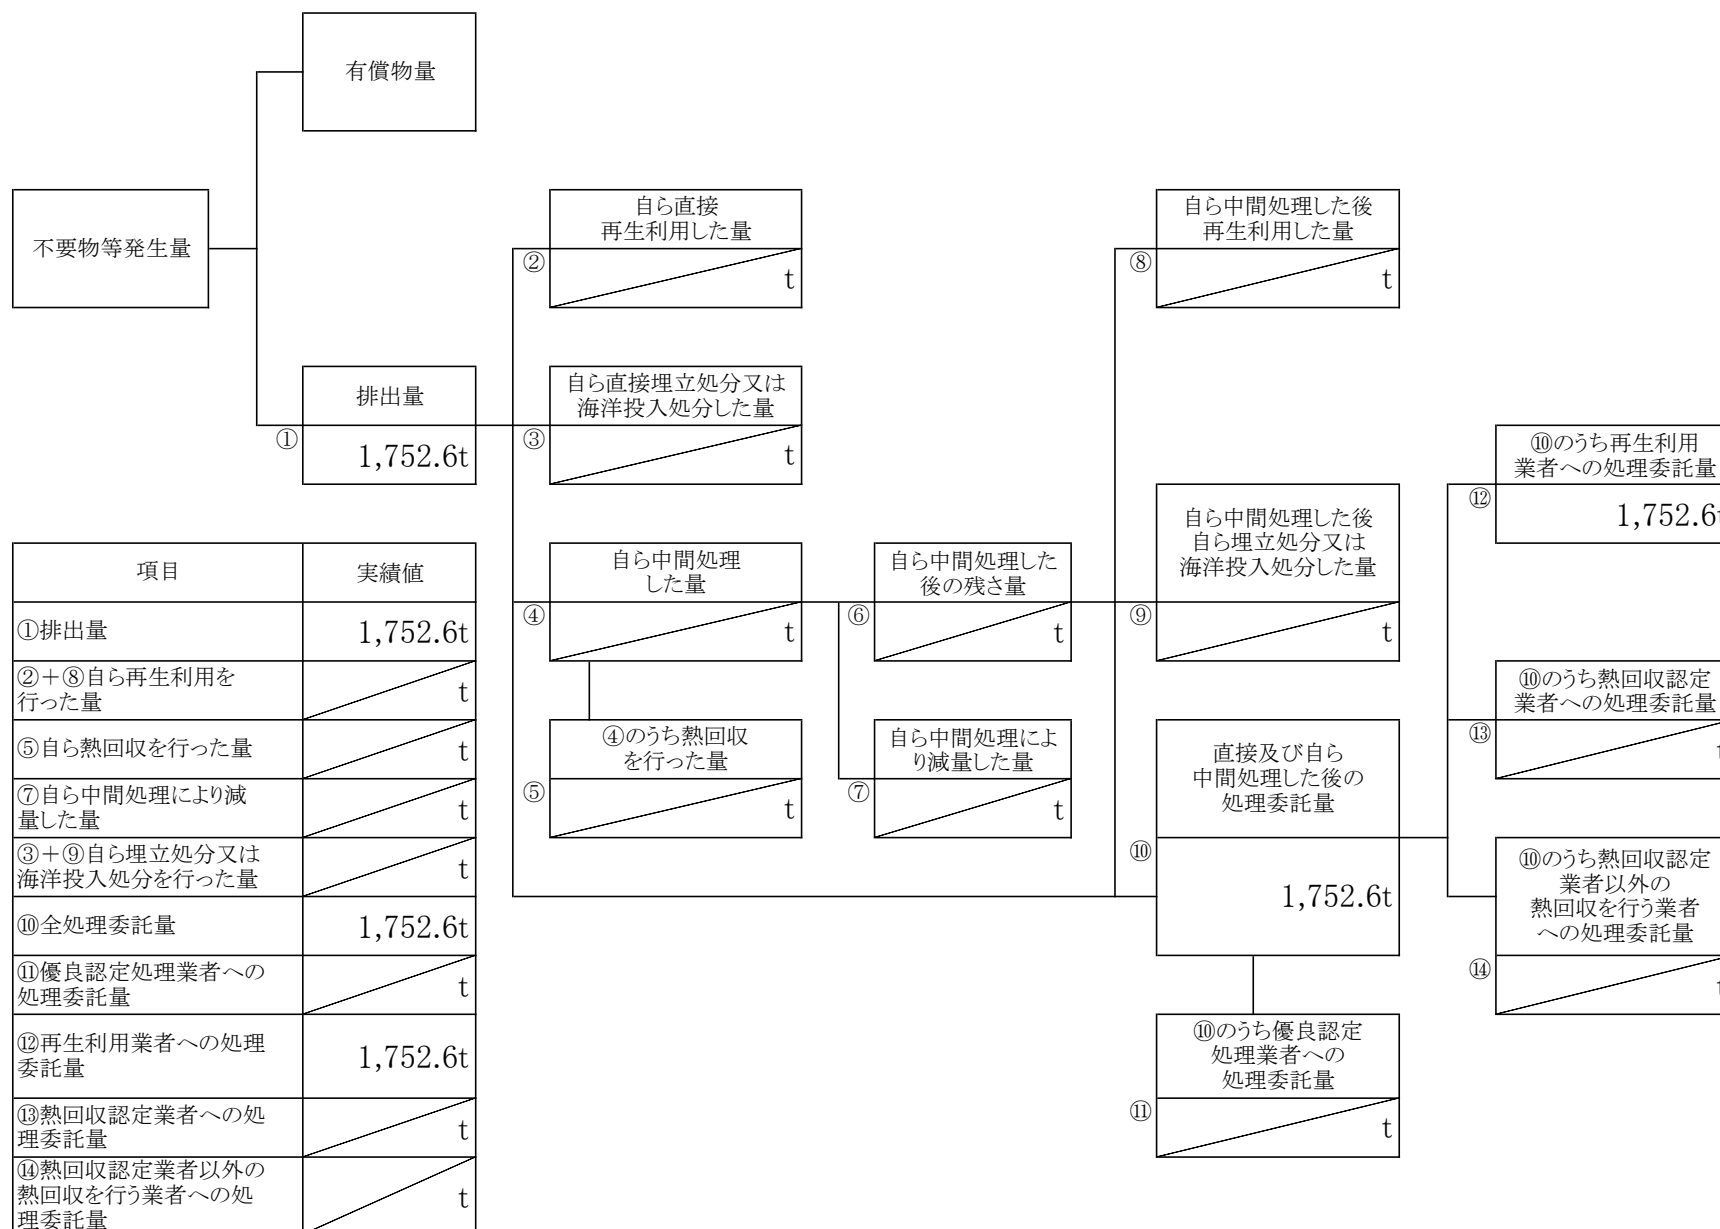 有償物量
不要物等発生量
自ら直接
再生利用した量
②
t
自ら中間処理した後
再生利用した量
⑧
t
排出量
①
1,752.6t
自ら直接埋立処分又は
海洋投入処分した量
③
t
⑩のうち再生利用
業者への処理委託量
⑫
1,752.6t
自ら中間処理
した量
④
t
自ら中間処理した
後の残さ量
⑥
t
自ら中間処理した後
自ら埋立処分又は
海洋投入処分した量
⑨
t
④のうち熱回収
を行った量
⑤
t
自ら中間処理によ
り減量した量
⑦
t
直接及び自ら
中間処理した後の
処理委託量
⑩
1,752.6t
⑩のうち熱回収認定
業者への処理委託量
⑬
t
⑩のうち熱回収認定
業者以外の
熱回収を行う業者
への処理委託量
⑭
t
⑩のうち優良認定
処理業者への
処理委託量
⑪
t
項目 実績値
①排出量 1,752.6t
②+⑧自ら再生利用を
行った量 t
⑤自ら熱回収を行った量 t
⑦自ら中間処理により減
量した量 t
③+⑨自ら埋立処分又は
海洋投入処分を行った量 t
⑩全処理委託量 1,752.6t
⑪優良認定処理業者への
処理委託量 t
⑫再生利用業者への処理
委託量 1,752.6t
⑬熱回収認定業者への処
理委託量 t
⑭熱回収認定業者以外の
熱回収を行う業者への処
理委託量 t